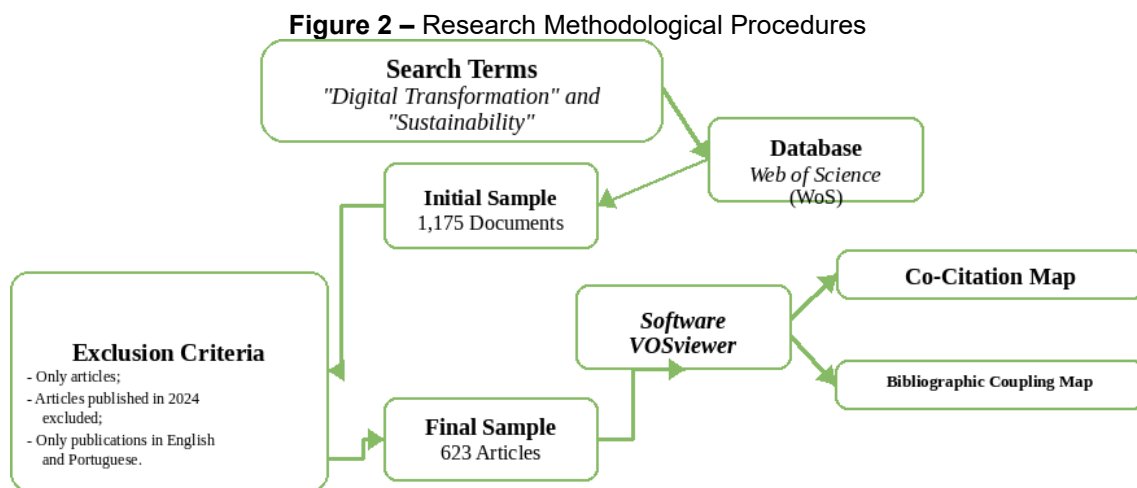 Figure 2 – Research Methodological Procedures
Search Terms
"Digital Transformation" and
"Sustainability"
Database
Web of Science
(WoS)
Initial Sample
1,175 Documents
Exclusion Criteria
- Only articles;
- Articles published in 2024
excluded;
- Only publications in English
and Portuguese.
Final Sample
623 Articles
Software
VOSviewer
Co-Citation Map
Bibliographic Coupling Map